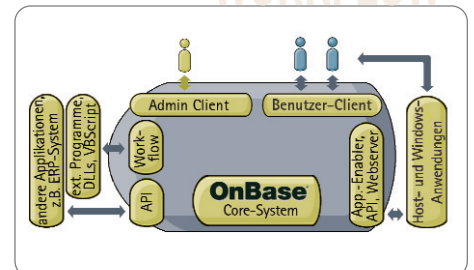 WORKFLOW
Admin Client
Benutzer-Client
andere Applikationen,
z.B. ERP-System
ext. Programme,
DLLs, VBScript
Work-
flow
API
OnBase
Core-System
App.-Enabler,
API, Webserver
Host- und Windows-
Anwendungen